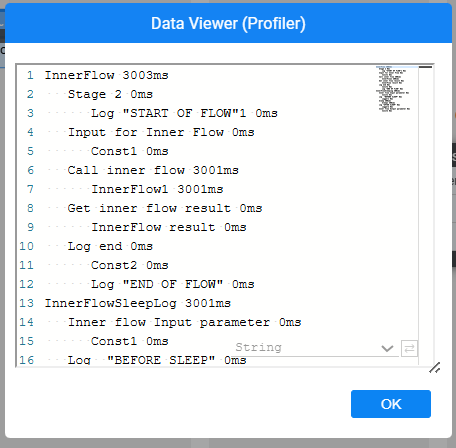 Data Viewer (Profiler)
1 InnerFlow 3003ms
2 Stage 2 0ms
3 Log "START OF FLOW"1 0ms
4 Input for Inner Flow 0ms
5 Const1 0ms
6 Call inner flow 3001ms
7 InnerFlow1 3001ms
8 Get inner flow result 0ms
9 InnerFlow result 0ms
10 Log end 0ms
11 Const2 0ms
12 Log "END OF FLOW" 0ms
13 InnerFlowSleepLog 3001ms
14 Inner flow Input parameter 0ms
15 Const1 0ms
16 Log "BEFORE SLEEP" 0ms
String
OK